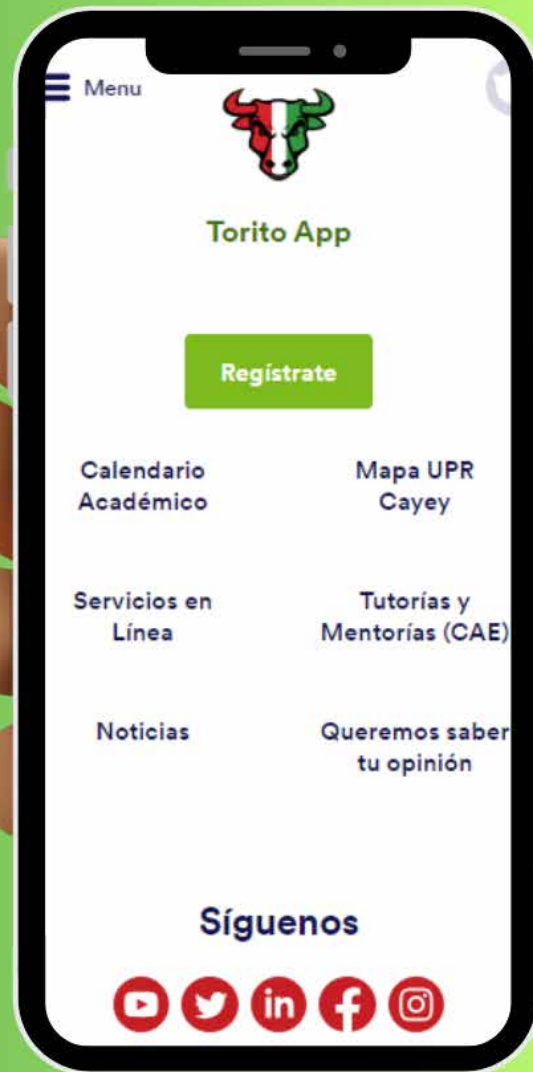 Menu
Torito App
Regístrate
Calendario
Académico
Mapa UPR
Cayey
Servicios en
Línea
Tutorías y
Mentorías (CAE)
Noticias
Queremos saber
tu opinión
Síguenos
in